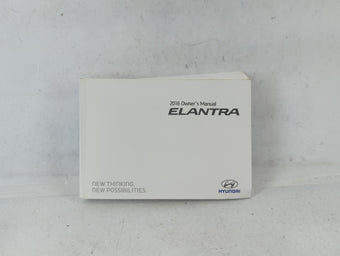 2016 Owner's Manual
ELANTRA
NEW THINKING.
NEW POSSIBILITIES.
HYUNDAI